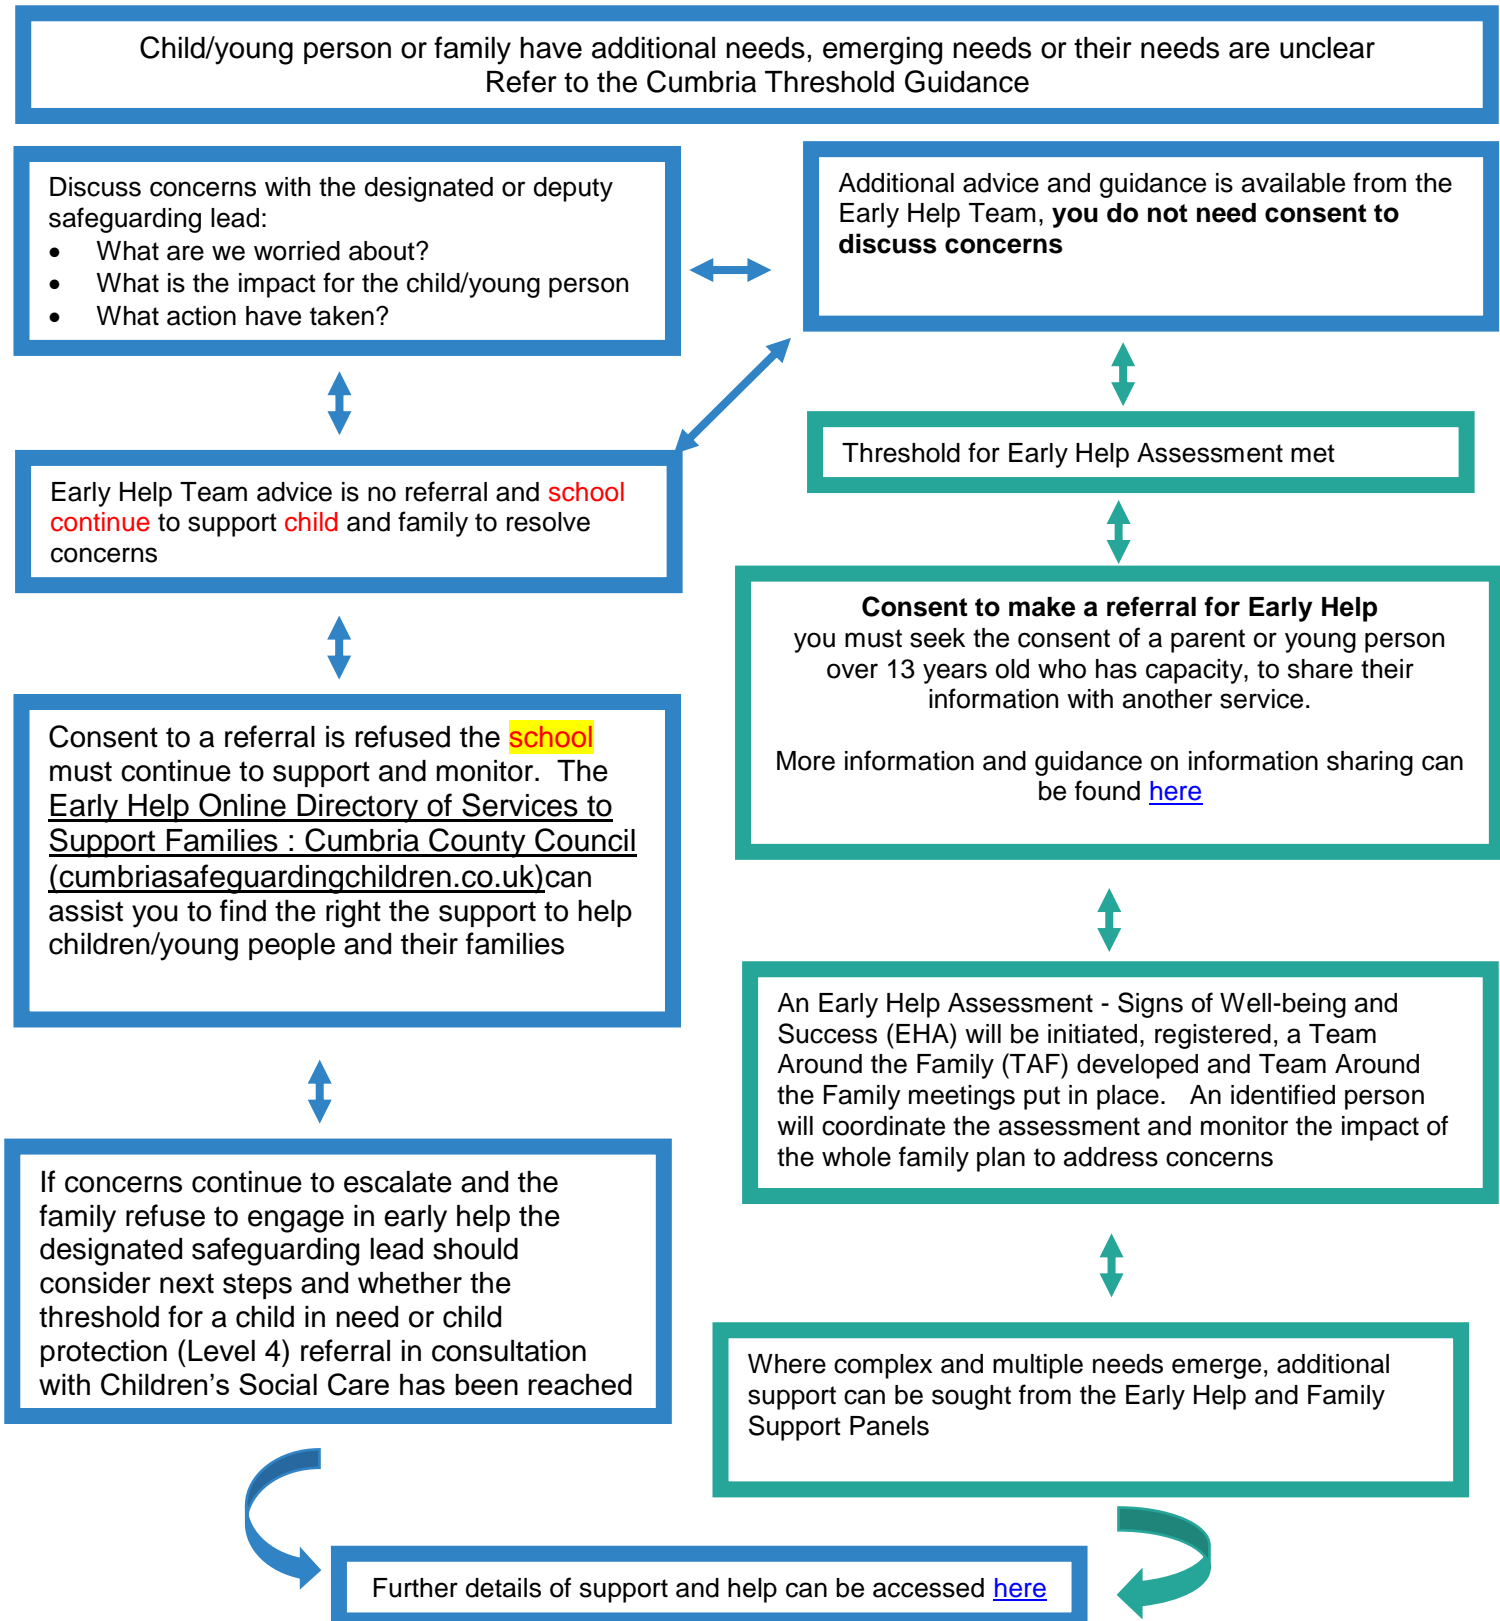 Child/young person or family have additional needs, emerging needs or their needs are unclear
Refer to the Cumbria Threshold Guidance
Discuss concerns with the designated or deputy
safeguarding lead:
• What are we worried about?
• What is the impact for the child/young person
• What action have taken?
Additional advice and guidance is available from the
Early Help Team, you do not need consent to
discuss concerns
Early Help Team advice is no referral and school
continue to support child and family to resolve
concerns
Threshold for Early Help Assessment met
Consent to make a referral for Early Help
you must seek the consent of a parent or young person
over 13 years old who has capacity, to share their
information with another service.
More information and guidance on information sharing can
be found here
Consent to a referral is refused the school
must continue to support and monitor. The
Early Help Online Directory of Services to
Support Families : Cumbria County Council
(cumbriasafeguardingchildren.co.uk)can
assist you to find the right the support to help
children/young people and their families
An Early Help Assessment - Signs of Well-being and
Success (EHA) will be initiated, registered, a Team
Around the Family (TAF) developed and Team Around
the Family meetings put in place. An identified person
will coordinate the assessment and monitor the impact of
the whole family plan to address concerns
If concerns continue to escalate and the
family refuse to engage in early help the
designated safeguarding lead should
consider next steps and whether the
threshold for a child in need or child
protection (Level 4) referral in consultation
with Children’s Social Care has been reached
Where complex and multiple needs emerge, additional
support can be sought from the Early Help and Family
Support Panels
Further details of support and help can be accessed here